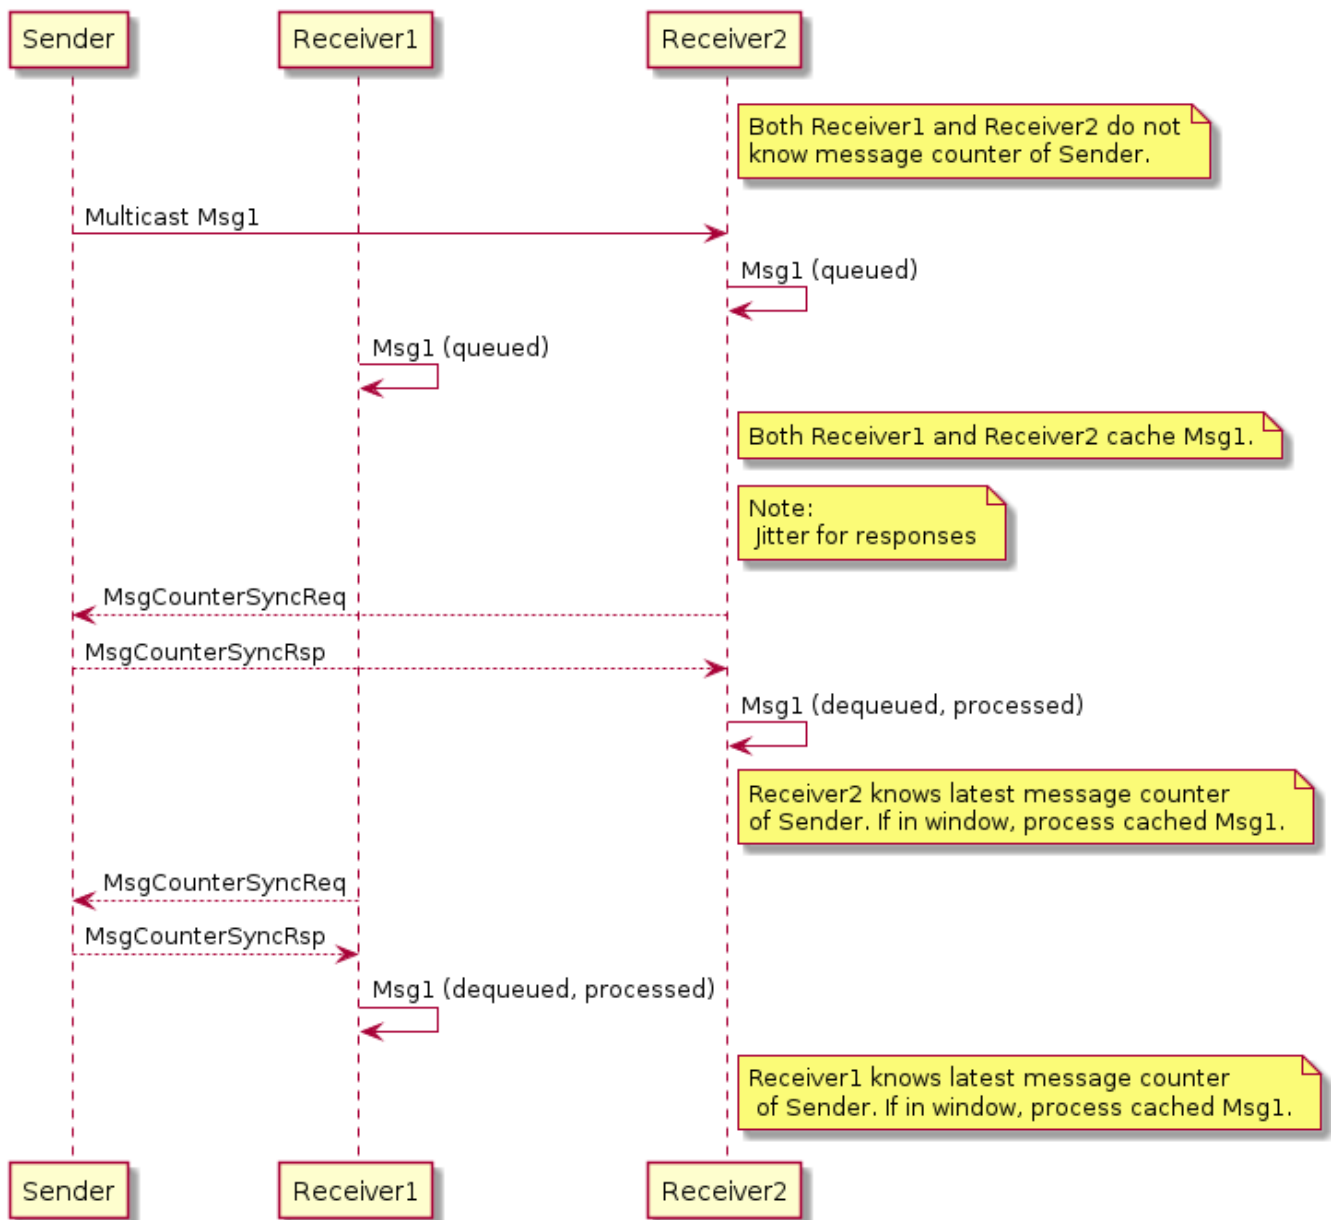 Sender
Receiver1
Receiver2
Both Receiver1 and Receiver2 do not
know message counter of Sender.
Multicast Msg1
Msg1 (queued)
Msg1 (queued)
Both Receiver1 and Receiver2 cache Msg1.
Note:
Jitter for responses
MsgCounterSyncReq
MsgCounterSyncRsp
Msg1 (dequeued, processed)
Receiver2 knows latest message counter
of Sender. If in window, process cached Msg1.
MsgCounterSyncReq
MsgCounterSyncRsp
Msg1 (dequeued, processed)
Receiver1 knows latest message counter
of Sender. If in window, process cached Msg1.
Sender
Receiver1
Receiver2